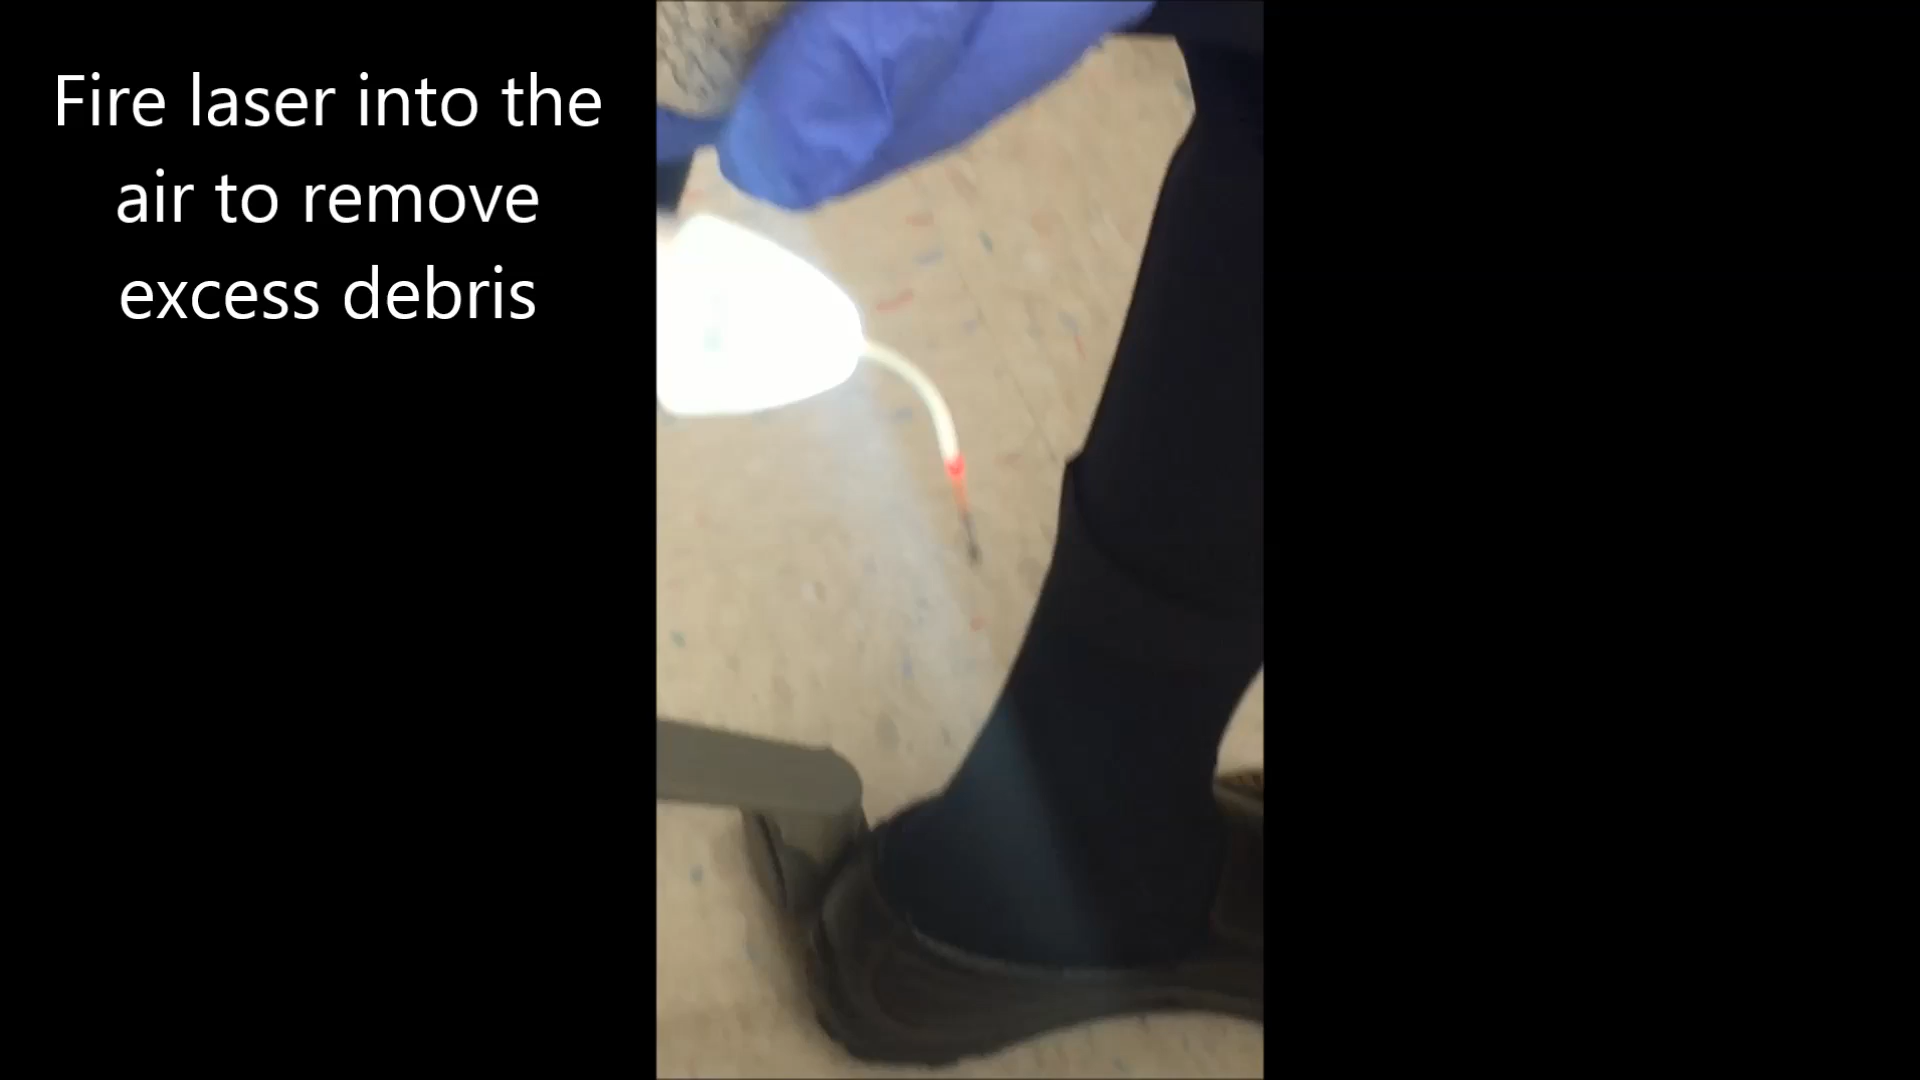 Fire laser into the
air to remove
excess debris